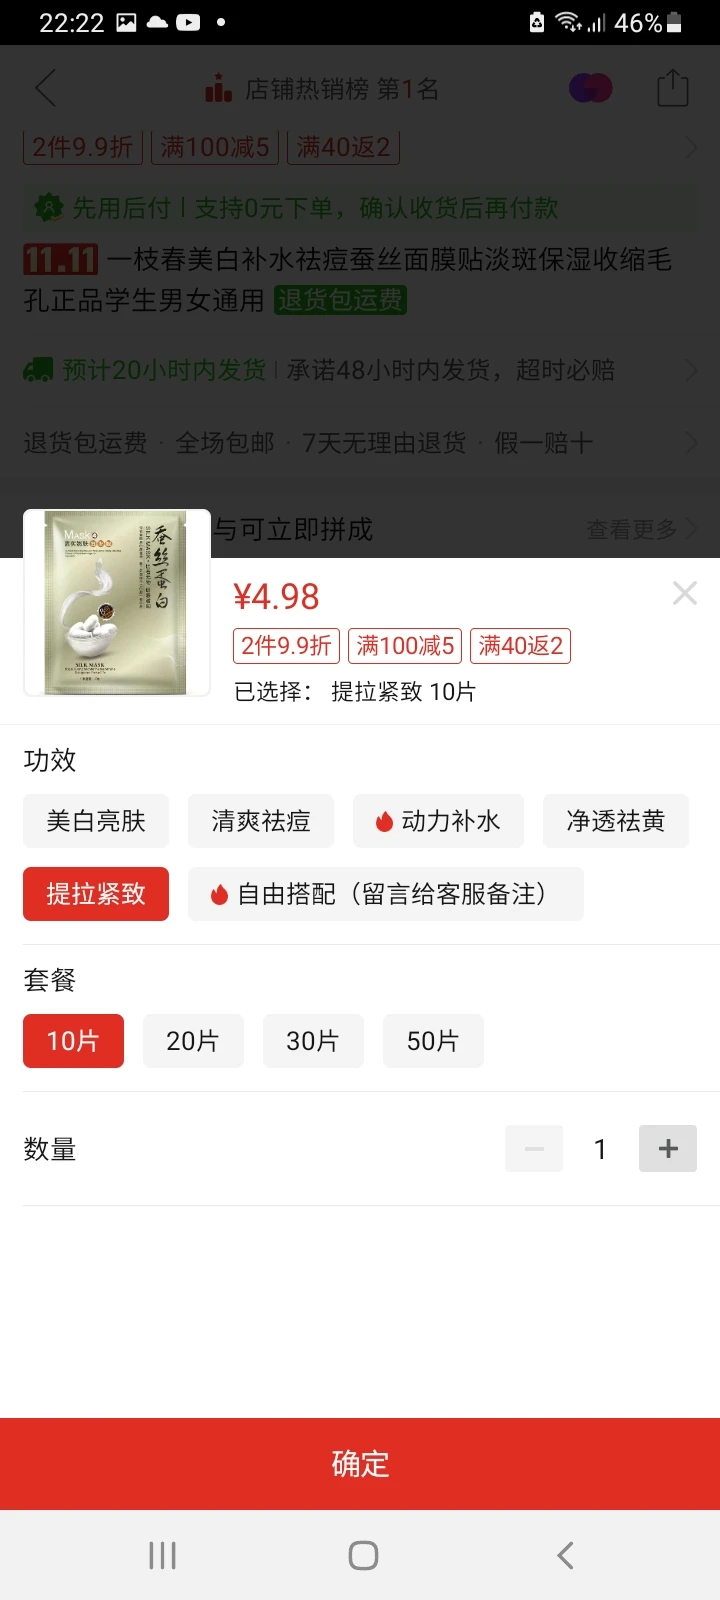 22:22 46%
店铺热销榜 第1名
2件9.9折 满100减5 满40返2
先用后付 | 支持0元下单，确认收货后再付款
11.11 一枝春美白补水祛痘蚕丝面膜贴淡斑保湿收缩毛
孔正品学生男女通用 退货包运费
预计20小时内发货 | 承诺48小时内发货，超时必赔
退货包运费 · 全场包邮 · 7天无理由退货 · 假一赔十
与可立即拼成 查看更多
MASK
蚕丝蛋白
SILK MASK
¥4.98
2件9.9折 满100减5 满40返2
已选择： 提拉紧致 10片
功效
美白亮肤 清爽祛痘 动力补水 净透祛黄
提拉紧致 自由搭配（留言给客服备注）
套餐
10片 20片 30片 50片
数量 － 1 +
确定